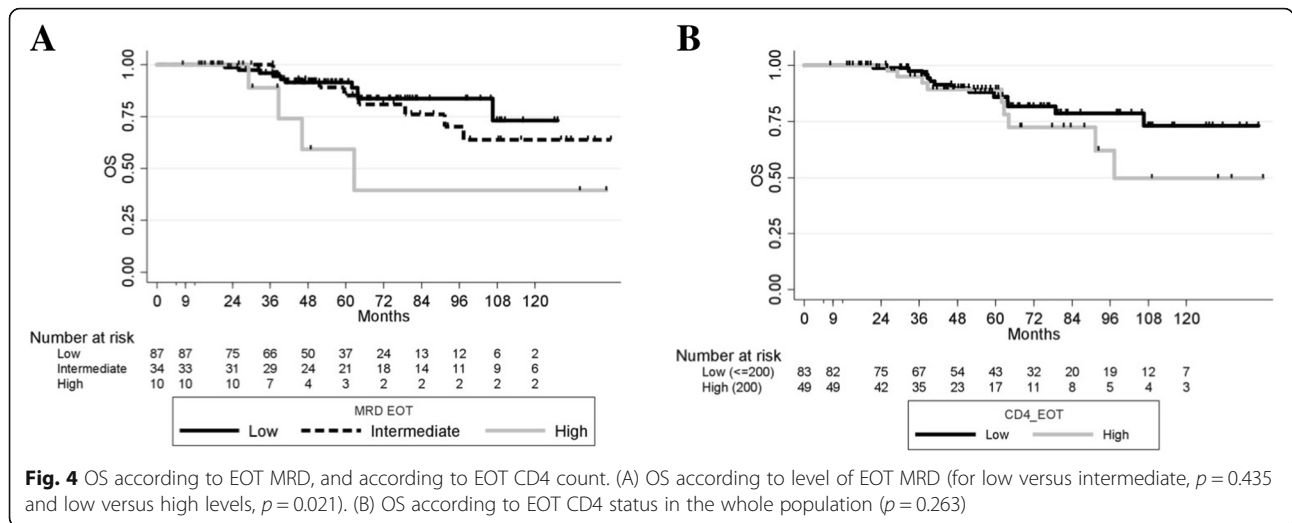 A
1.00
0.75
0.50
0.25
0.00
OS
0 9 24 36 48 60 72 84 96 108 120
Months
Number at risk
Low 87 87 75 66 50 37 24 13 12 6 2
Intermediate 34 33 31 29 24 21 18 14 11 9 6
High 10 10 10 7 4 3 2 2 2 2 2
MRD EOT
Low Intermediate High
B
1.00
0.75
0.50
0.25
0.00
OS
0 9 24 36 48 60 72 84 96 108 120
Months
Number at risk
Low (<=200) 83 82 75 67 54 43 32 20 19 12 7
High (200) 49 49 42 35 23 17 11 8 5 4 3
CD4_EOT
Low High
Fig. 4 OS according to EOT MRD, and according to EOT CD4 count. (A) OS according to level of EOT MRD (for low versus intermediate, p = 0.435
and low versus high levels, p = 0.021). (B) OS according to EOT CD4 status in the whole population (p = 0.263)